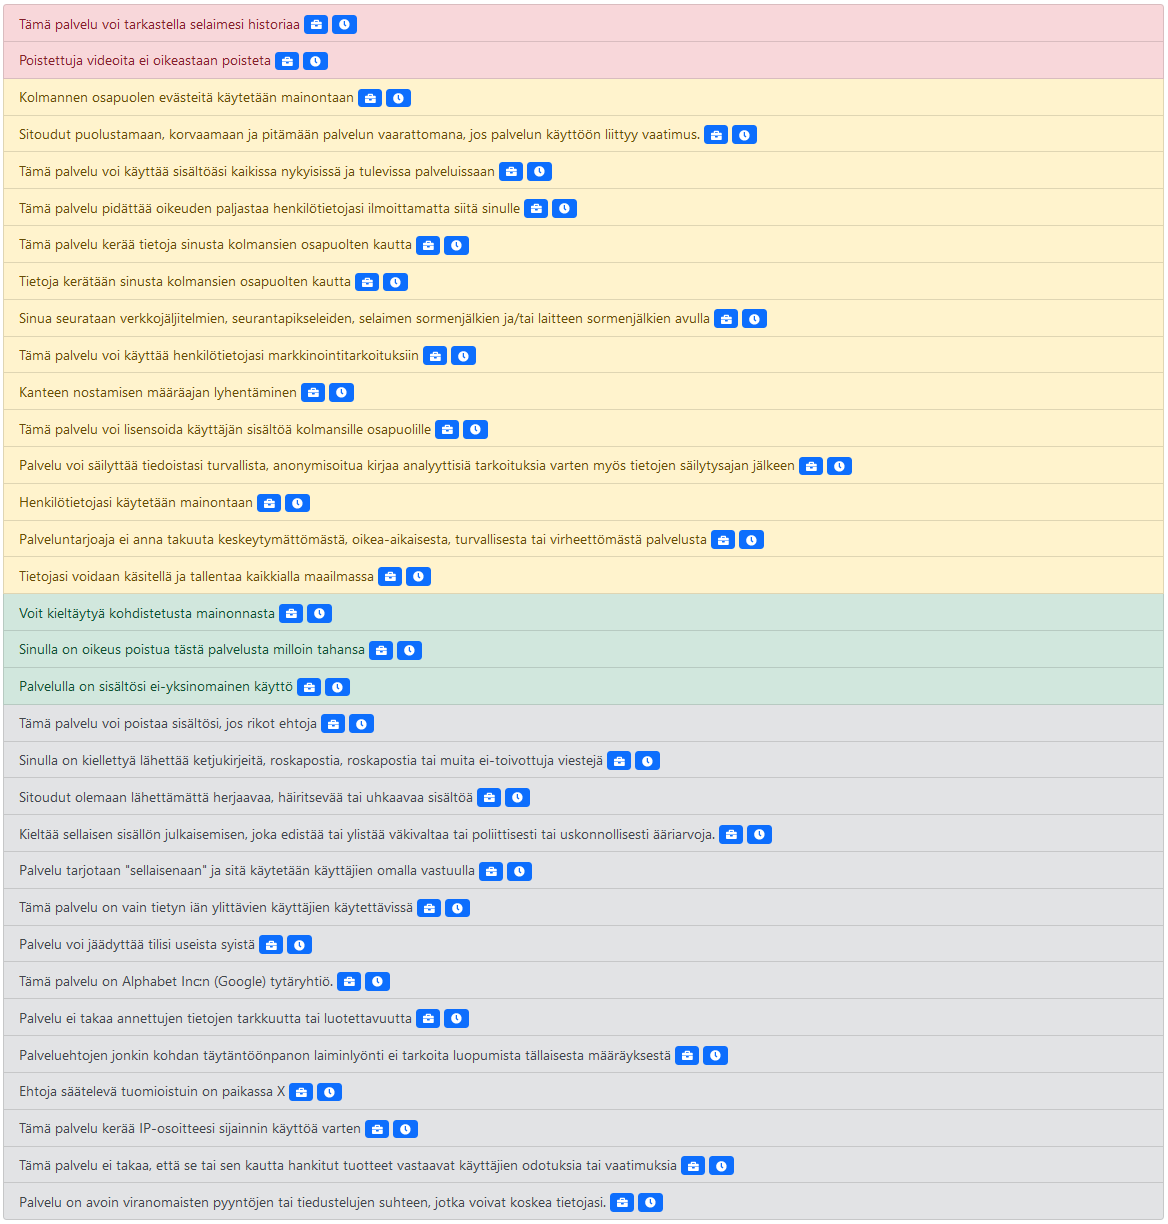 Tämä palvelu voi tarkastella selaimesi historiaa
Poistettuja videoita ei oikeastaan poisteta
Kolmannen osapuolen evästeitä käytetään mainontaan
Sitoudut puolustamaan, korvaamaan ja pitämään palvelun vaarattomana, jos palvelun käyttöön liittyy vaatimus.
Tämä palvelu voi käyttää sisältöäsi kaikissa nykyisissä ja tulevissa palveluissaan
Tämä palvelu pidättää oikeuden paljastaa henkilötietojasi ilmoittamatta siitä sinulle
Tämä palvelu kerää tietoja sinusta kolmansien osapuolten kautta
Tietoja kerätään sinusta kolmansien osapuolten kautta
Sinua seurataan verkkojäljitelmien, seurantapikseleiden, selaimen sormenjälkien ja/tai laitteen sormenjälkien avulla
Tämä palvelu voi käyttää henkilötietojasi markkinointitarkoituksiin
Kanteen nostamisen määräajan lyhentäminen
Tämä palvelu voi lisensoida käyttäjän sisältöä kolmansille osapuolille
Palvelu voi säilyttää tiedoistasi turvallista, anonymisoitua kirjaa analyyttisiä tarkoituksia varten myös tietojen säilytysajan jälkeen
Henkilötietojasi käytetään mainontaan
Palveluntarjoaja ei anna takuuta keskeytymättömästä, oikea-aikaisesta, turvallisesta tai virheettömästä palvelusta
Tietojasi voidaan käsitellä ja tallentaa kaikkialla maailmassa
Voit kieltäytyä kohdistetusta mainonnasta
Sinulla on oikeus poistua tästä palvelusta milloin tahansa
Palvelulla on sisältösi ei-yksinomainen käyttö
Tämä palvelu voi poistaa sisältösi, jos rikot ehtoja
Sinulla on kiellettyä lähettää ketjukirjeitä, roskapostia, roskapostia tai muita ei-toivottuja viestejä
Sitoudut olemaan lähettämättä herjaavaa, häiritsevää tai uhkaavaa sisältöä
Kieltää sellaisen sisällön julkaisemisen, joka edistää tai ylistää väkivaltaa tai poliittisesti tai uskonnollisesti ääriarvoja.
Palvelu tarjotaan "sellaisenaan" ja sitä käytetään käyttäjien omalla vastuulla
Tämä palvelu on vain tietyn iän ylittävien käyttäjien käytettävissä
Palvelu voi jäädyttää tilisi useista syistä
Tämä palvelu on Alphabet Inc:n (Google) tytäryhtiö.
Palvelu ei takaa annettujen tietojen tarkkuutta tai luotettavuutta
Palveluehtojen jonkin kohdan täytäntöönpanon laiminlyönti ei tarkoita luopumista tällaisesta määräyksestä
Ehtoja säätelevä tuomioistuin on paikassa X
Tämä palvelu kerää IP-osoitteesi sijainnin käyttöä varten
Tämä palvelu ei takaa, että se tai sen kautta hankitut tuotteet vastaavat käyttäjien odotuksia tai vaatimuksia
Palvelu on avoin viranomaisten pyyntöjen tai tiedustelujen suhteen, jotka voivat koskea tietojasi.